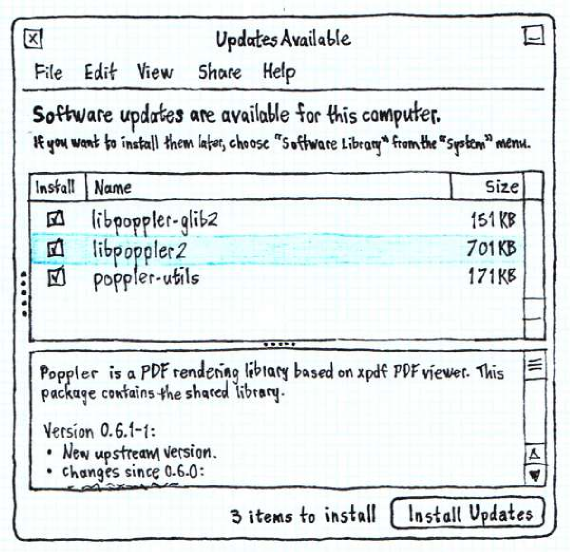 Updates Available
File Edit View Share Help
Software updates are available for this computer.
If you want to install them later, choose "Software Library" from the "System" menu.
Install Name Size
libpoppler-glib2 151 KB
libpoppler2 701 KB
poppler-utils 171 KB
Poppler is a PDF rendering library based on xpdf PDF viewer. This
package contains the shared library.
Version 0.6.1-1:
• New upstream version.
• Changes since 0.6.0:
3 items to install Install Updates